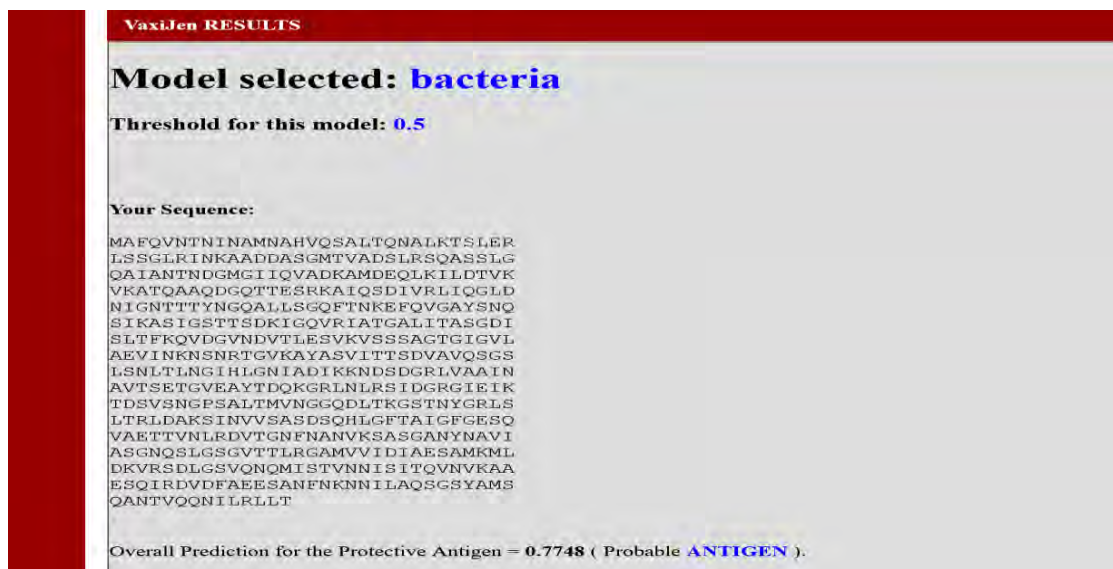 VaxiJen RESULTS
Model selected: bacteria
Threshold for this model: 0.5
Your Sequence:
MAFQVNTNINAMNAHVQSALTQNALKTSLER
LSSGLRINKAADDASGMTVADSLRSQASSLG
QAIANTNDGMGIIQVADKAMDEQLKILDTVK
VKATQAAQDGQTTESRKAIQSDIVRLIQGLD
NIGNTTTYNGQALLSGQFTNKEFQVGAYSNQ
SIKASIGSTTSDKIGQVRIATGALITASGDI
SLTFKQVDGVNDVTLESVKVSSSAGTGIGVL
AEVINKNSNRTGVKAYASVITTSDVAVQSGS
LSNLTLNGIHLGNIADIKKNDSDGRLVAAIN
AVTSETGVEAYTDQKGRLNLRSIDGRGIEIK
TDSVSNGPSALTMVNGGQDLTKGSTNYGRLS
LTRLDAKSINVVSASDSQHLGFTAIGFGESQ
VAETTVNLRDVTGNFNANVKSASGANYNAVI
ASGNQSLGSGVTTLRGAMVVIDIAESAMKML
DKVRSDLGSVQNQMISTVNNISITQVNVKAA
ESQIRDVDFAEESANFNKNNILAQSGSYAMS
QANTVQQNILRLLT
Overall Prediction for the Protective Antigen = 0.7748 ( Probable ANTIGEN ).